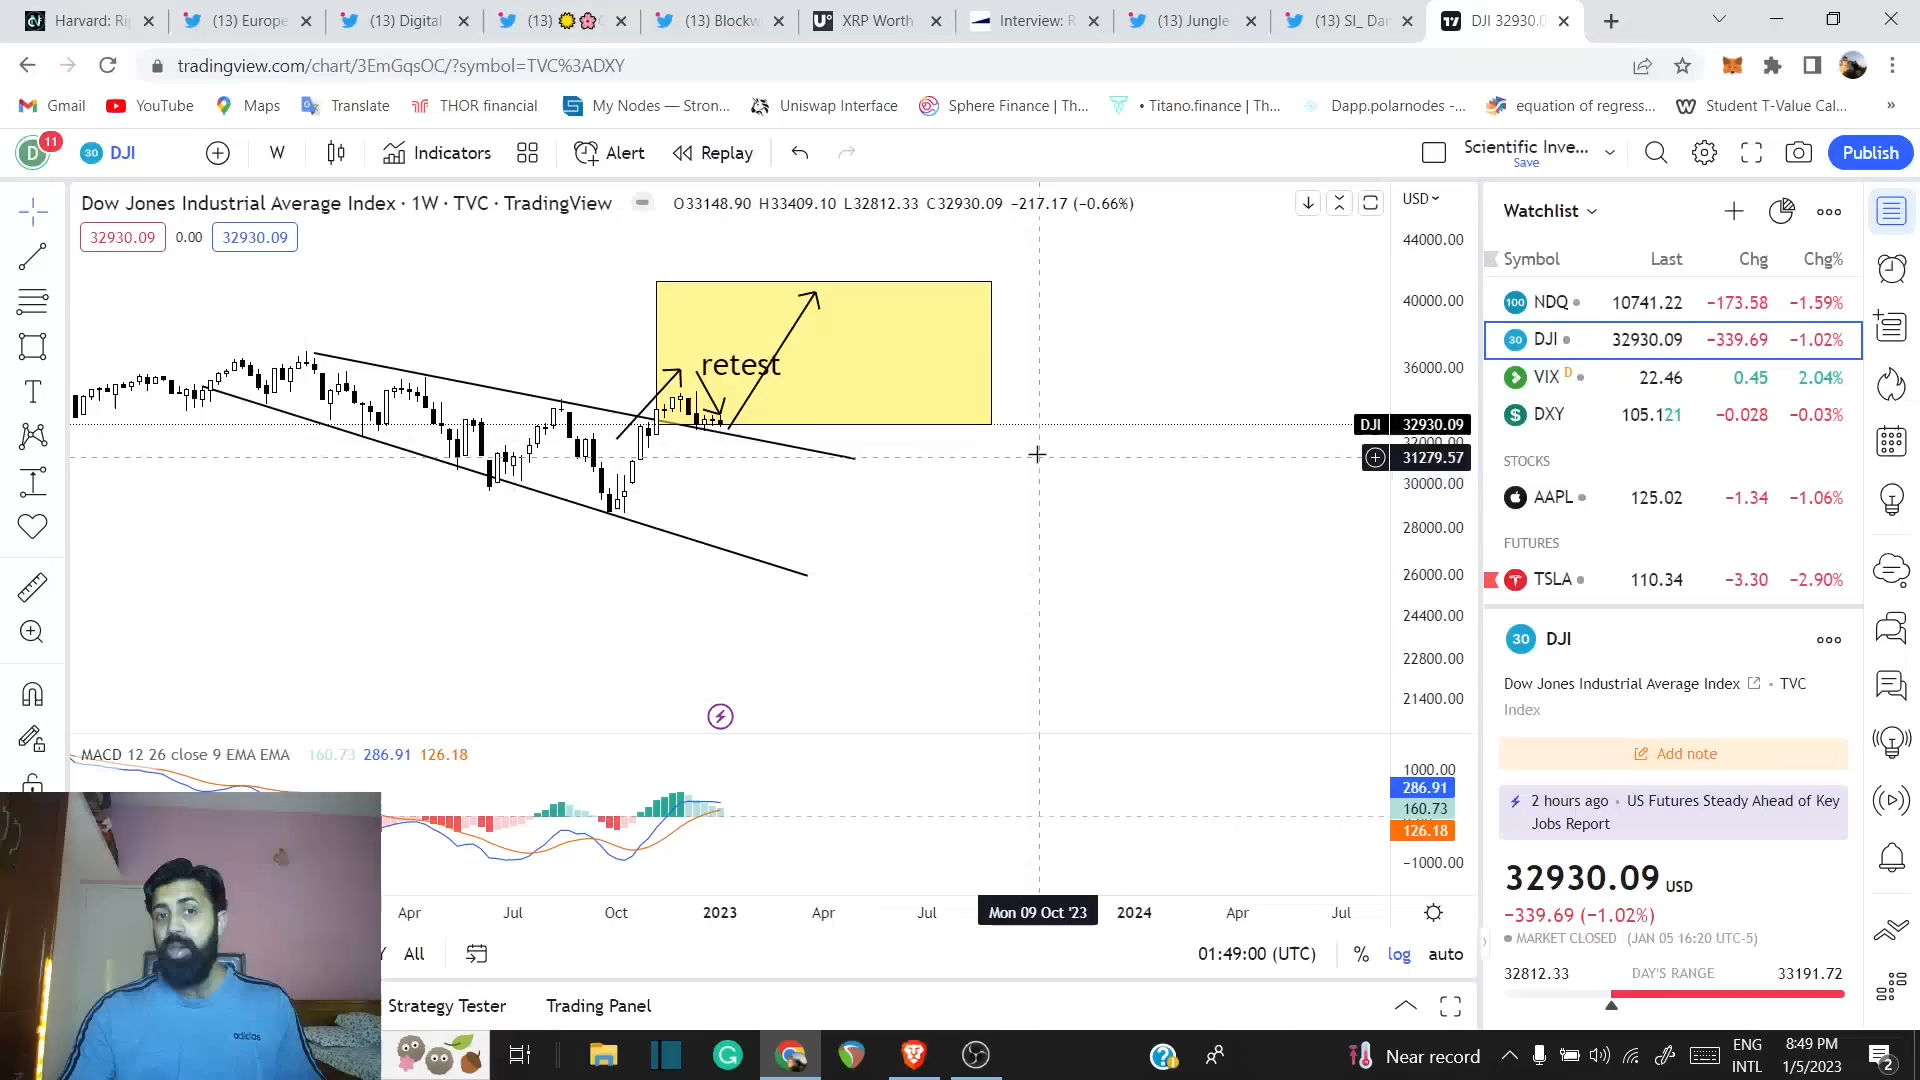 Harvard: Ri
(13) Europe
(13) Digital
(13)
(13) Blockw
XRP Worth
Interview: R
(13) Jungle
(13) SI_ Dar
DJI 32930.0
tradingview.com/chart/3EmGqsOC/?symbol=TVC%3ADXY
Gmail
YouTube
Maps
Translate
THOR financial
My Nodes — Stron...
Uniswap Interface
Sphere Finance | Th...
• Titano.finance | Th...
Dapp.polarnodes -...
equation of regress...
Student T-Value Cal...
»
D 11
30 DJI
W
Indicators
Alert
Replay
Scientific Inve...
Save
Publish
Dow Jones Industrial Average Index · 1W · TVC · TradingView
O33148.90 H33409.10 L32812.33 C32930.09 −217.17 (−0.66%)
32930.09 0.00 32930.09
USD
44000.00
40000.00
36000.00
DJI 32930.09
32000.00
31279.57
30000.00
28000.00
26000.00
24400.00
22800.00
21400.00
retest
MACD 12 26 close 9 EMA EMA 160.73 286.91 126.18
1000.00
286.91
160.73
126.18
−1000.00
Apr
Jul
Oct
2023
Apr
Jul
Mon 09 Oct '23
2024
Apr
Jul
All
01:49:00 (UTC)
%
log
auto
Strategy Tester
Trading Panel
Watchlist
Symbol Last Chg Chg%
100 NDQ 10741.22 −173.58 −1.59%
30 DJI 32930.09 −339.69 −1.02%
VIX D 22.46 0.45 2.04%
$ DXY 105.121 −0.028 −0.03%
STOCKS
AAPL 125.02 −1.34 −1.06%
FUTURES
TSLA 110.34 −3.30 −2.90%
30 DJI
Dow Jones Industrial Average Index • TVC
Index
Add note
2 hours ago • US Futures Steady Ahead of Key
Jobs Report
32930.09 USD
−339.69 (−1.02%)
MARKET CLOSED (JAN 05 16:20 UTC-5)
32812.33 DAY'S RANGE 33191.72
adidas
Near record
ENG
INTL
8:49 PM
1/5/2023
2